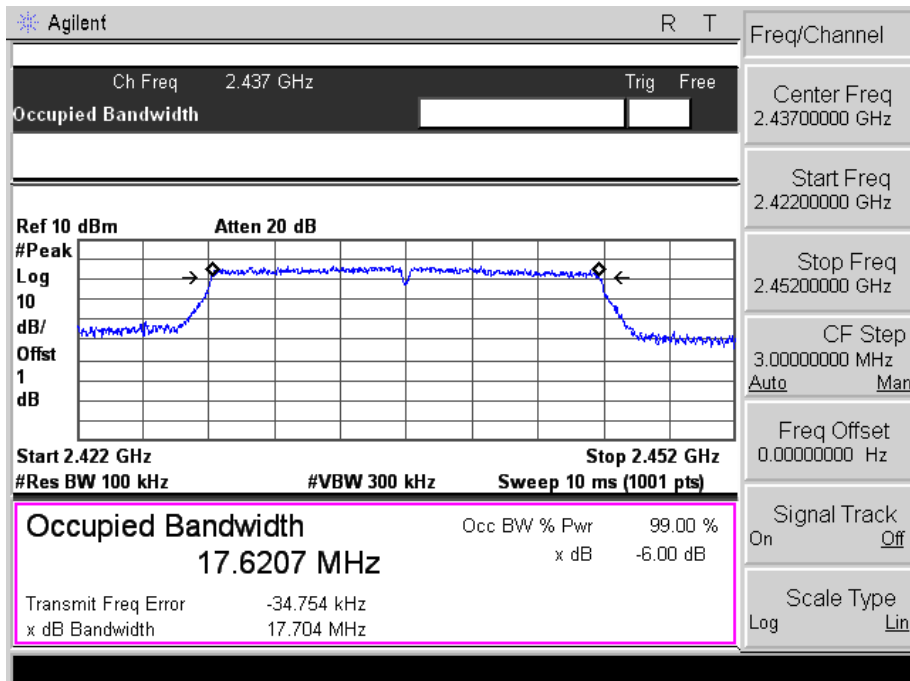 Agilent R T
Ch Freq 2.437 GHz Trig Free
Occupied Bandwidth
Ref 10 dBm Atten 20 dB
#Peak
Log
10
dB/
Offst
1
dB
Start 2.422 GHz Stop 2.452 GHz
#Res BW 100 kHz #VBW 300 kHz Sweep 10 ms (1001 pts)
Occupied Bandwidth
17.6207 MHz
Occ BW % Pwr 99.00 %
x dB -6.00 dB
Transmit Freq Error -34.754 kHz
x dB Bandwidth 17.704 MHz
Freq/Channel
Center Freq
2.43700000 GHz
Start Freq
2.42200000 GHz
Stop Freq
2.45200000 GHz
CF Step
3.00000000 MHz
Auto Man
Freq Offset
0.00000000 Hz
Signal Track
On Off
Scale Type
Log Lin